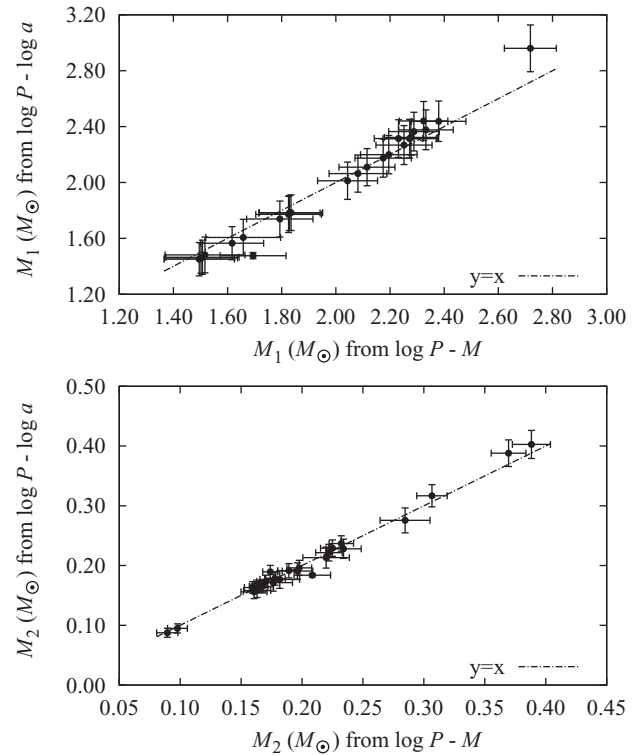 3.00
2.60
2.20
2.00
1.60
1.20
M₁ (M☉) from log P - log a
1.20 1.40 1.60 1.80 2.00 2.20 2.40 2.60 2.80 3.00
M₁ (M☉) from log P - M
y=x
0.50
0.40
0.30
0.20
0.10
0.00
M₂ (M☉) from log P - log a
0.05 0.10 0.15 0.20 0.25 0.30 0.35 0.40 0.45
M₂ (M☉) from log P - M
y=x